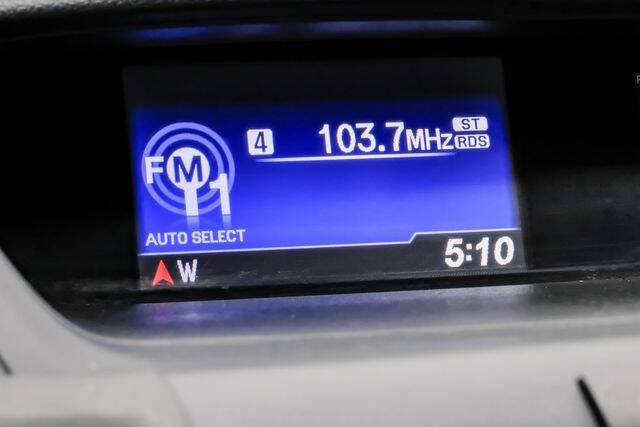 4 103.7MHz ST
RDS
FM1
AUTO SELECT
5:10
W